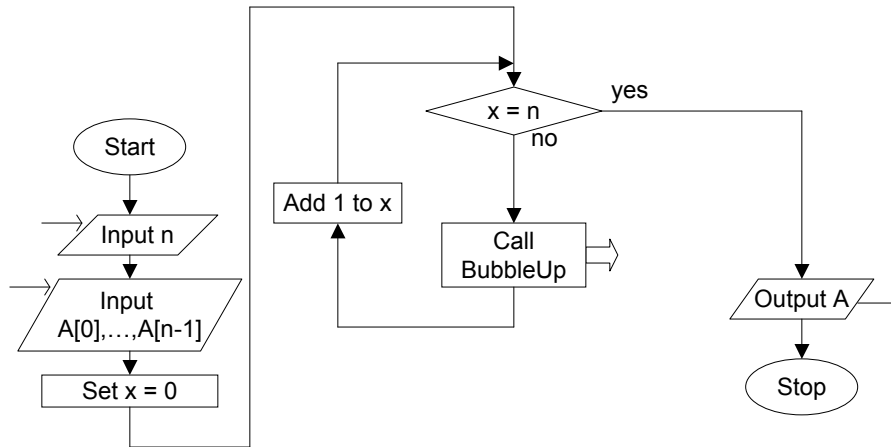 Start
Input n
Input
A[0],…,A[n-1]
Set x = 0
x = n
yes
no
Add 1 to x
Call
BubbleUp
Output A
Stop